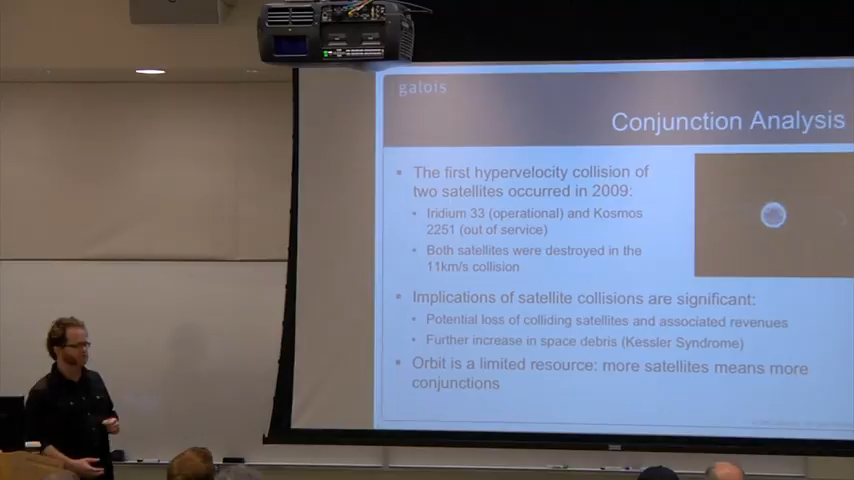 galois
Conjunction Analysis
The first hypervelocity collision of
two satellites occurred in 2009:
Iridium 33 (operational) and Kosmos
2251 (out of service)
Both satellites were destroyed in the
11km/s collision
Implications of satellite collisions are significant:
Potential loss of colliding satellites and associated revenues
Further increase in space debris (Kessler Syndrome)
Orbit is a limited resource: more satellites means more
conjunctions